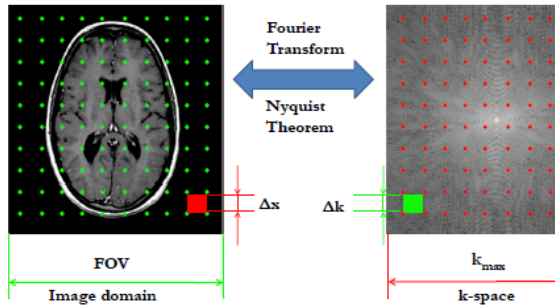 Fourier
Transform
Nyquist
Theorem
Δx
Δk
FOV
Image domain
kmax
k-space